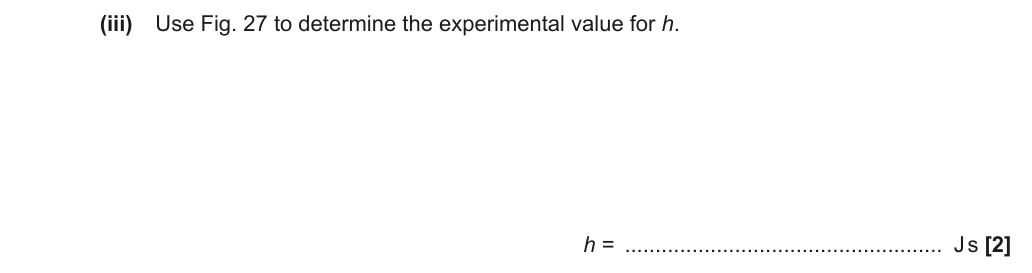 (iii) Use Fig. 27 to determine the experimental value for h.
h = .................................................... J s [2]